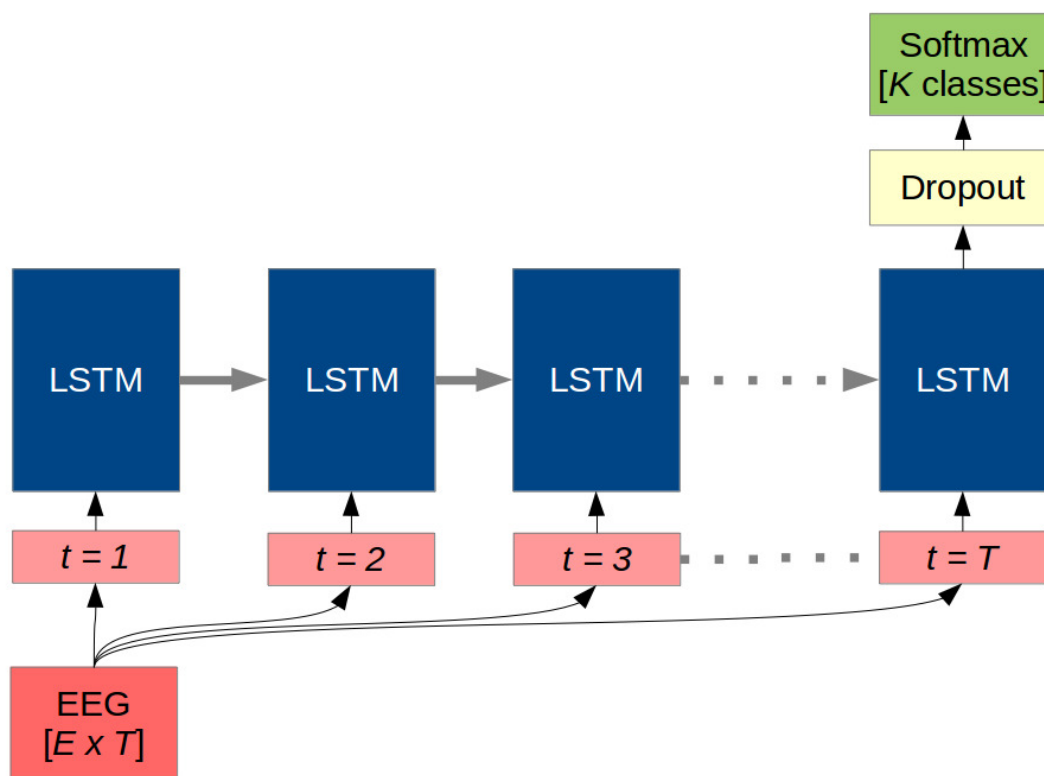 Softmax
[K classes]
Dropout
LSTM
LSTM
LSTM
LSTM
t = 1
t = 2
t = 3
t = T
EEG
[E x T]